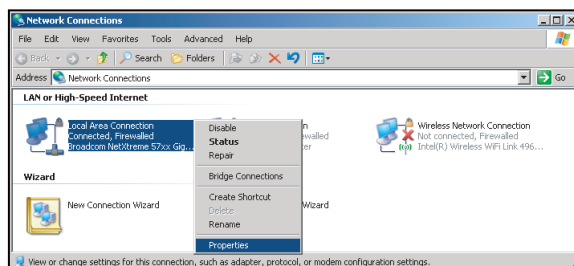 Network Connections
File Edit View Favorites Tools Advanced Help
Back Search Folders
Address Network Connections Go
LAN or High-Speed Internet
Local Area Connection
Connected, Firewalled
Broadcom NetXtreme 57xx Gig...
Disable
Status
Repair
Bridge Connections
Create Shortcut
Delete
Rename
Properties
Wireless Network Connection
Not connected, Firewalled
Intel(R) Wireless WiFi Link 496...
Wizard
New Connection Wizard
Wizard
View or change settings for this connection, such as adapter, protocol, or modem configuration settings.